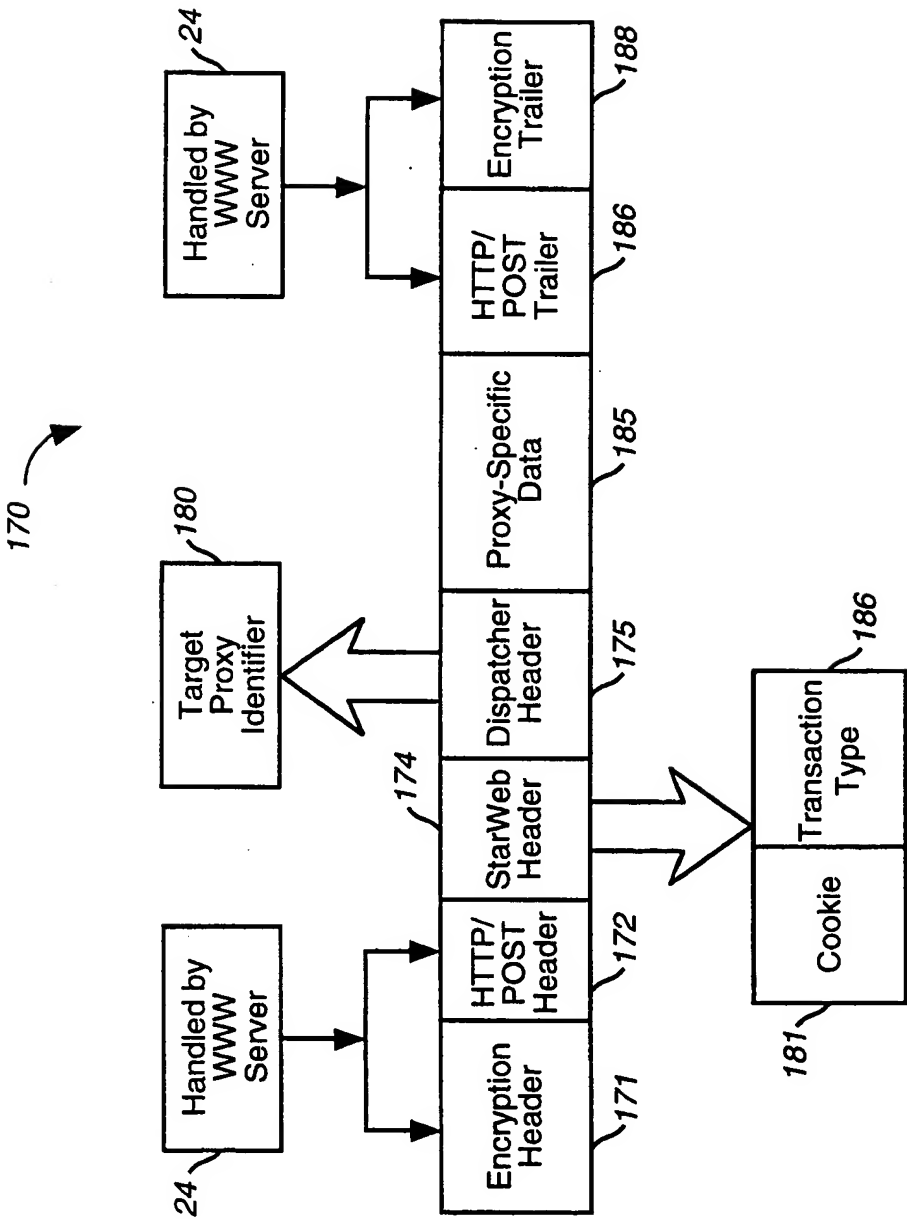 170
24
Handled by
WWW
Server
180
Target
Proxy
Identifier
24
Handled by
WWW
Server
Encryption
Header
171
HTTP/
POST
Header
172
174
StarWeb
Header
Dispatcher
Header
175
Proxy-Specific
Data
185
HTTP/
POST
Trailer
186
Encryption
Trailer
188
181
Cookie
Transaction
Type
186